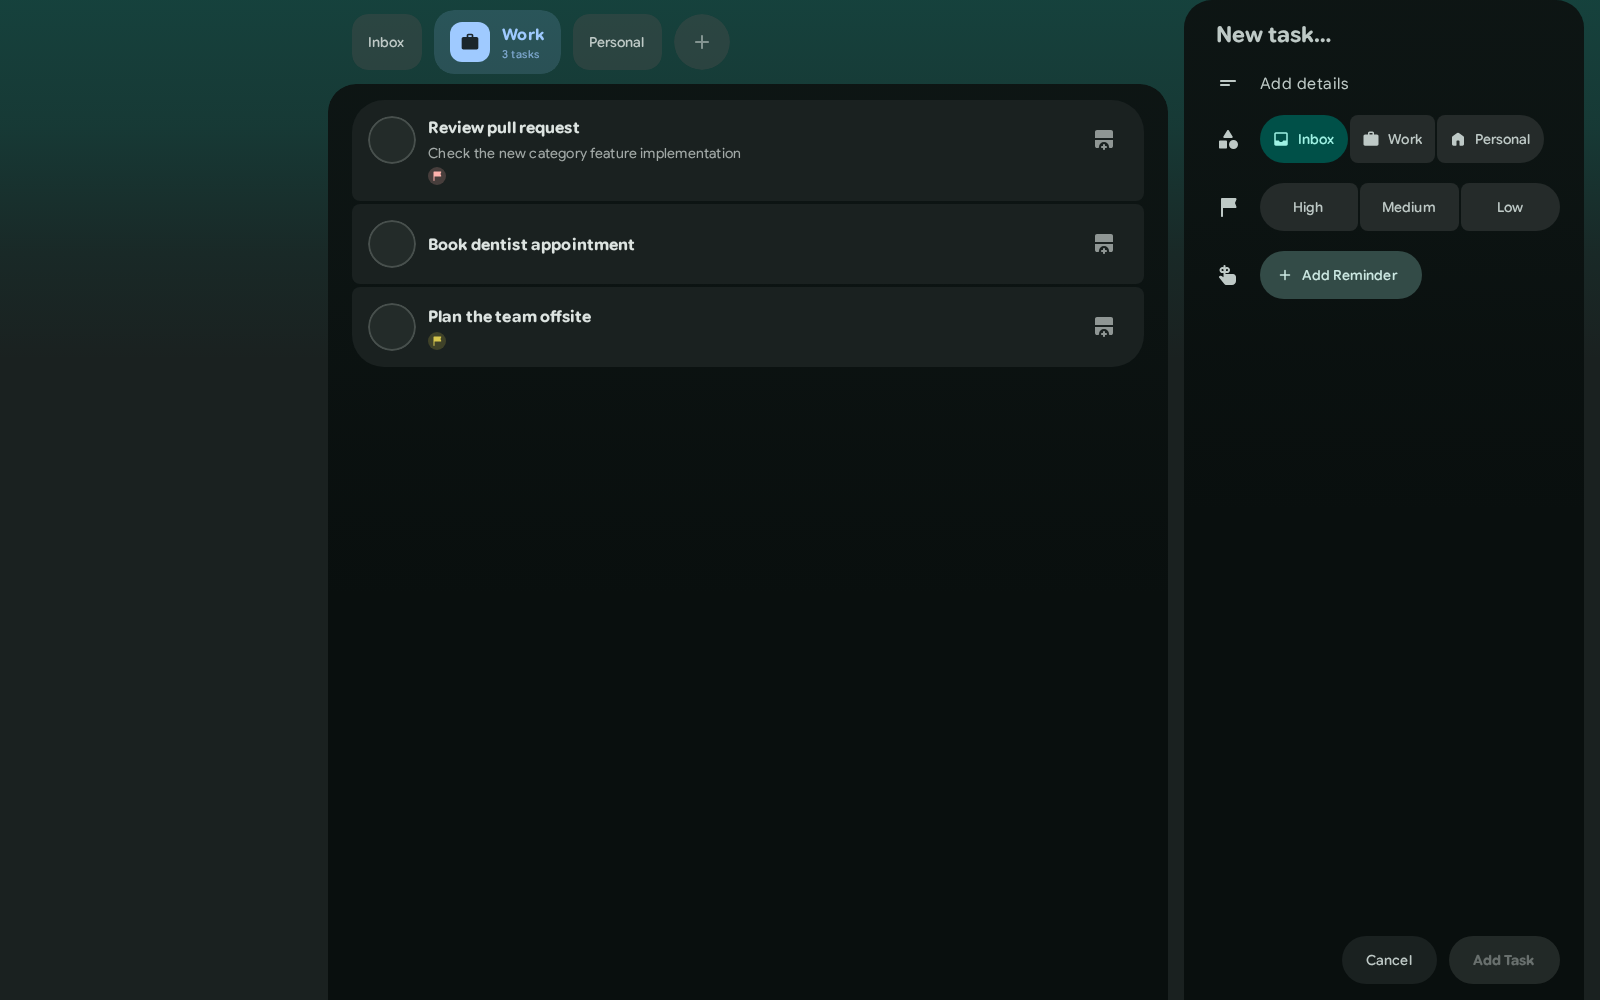 Inbox
Work
3 tasks
Personal
Review pull request
Check the new category feature implementation
Book dentist appointment
Plan the team offsite
New task...
Add details
Inbox
Work
Personal
High
Medium
Low
Add Reminder
Cancel
Add Task